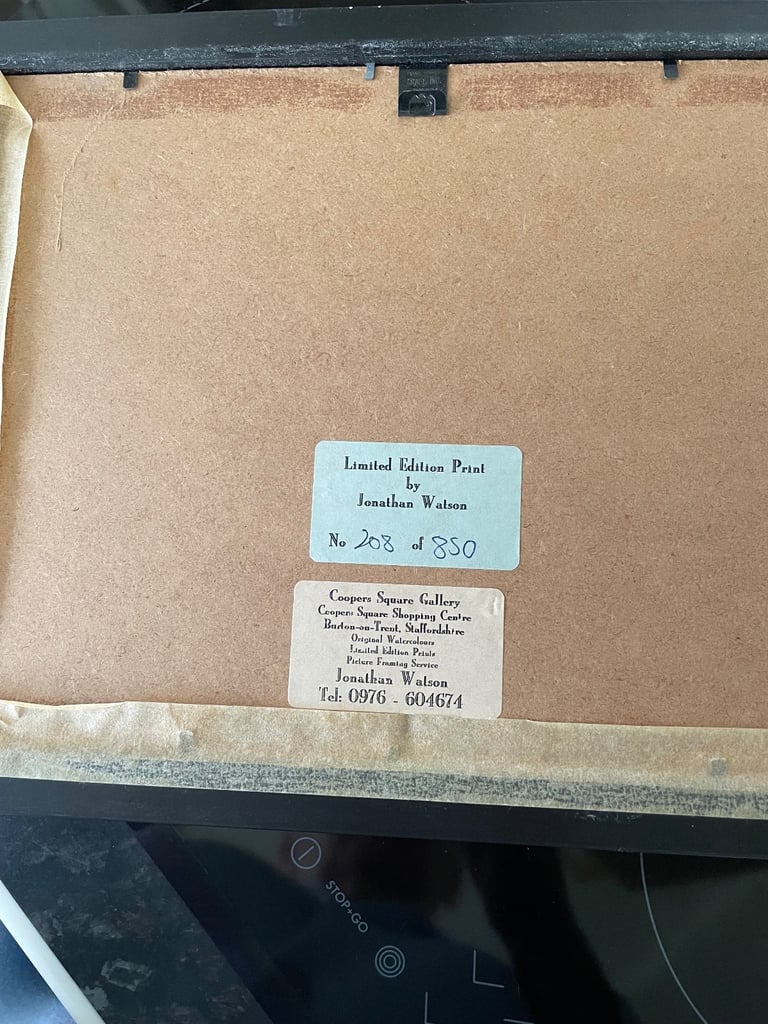 Limited Edition Print
by
Jonathan Watson
No 208 of 850
Coopers Square Gallery
Coopers Square Shopping Centre
Burton-on-Trent, Staffordshire
Original Watercolours
Limited Edition Prints
Picture Framing Service
Jonathan Watson
Tel: 0976 - 604674
STOP+GO